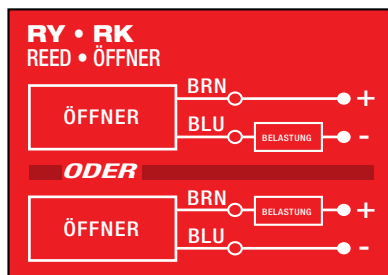 RY • RK
REED • ÖFFNER
BRN
ÖFFNER
+
BLU
BELASTUNG
-
ODER
BRN
BELASTUNG
+
ÖFFNER
BLU
-